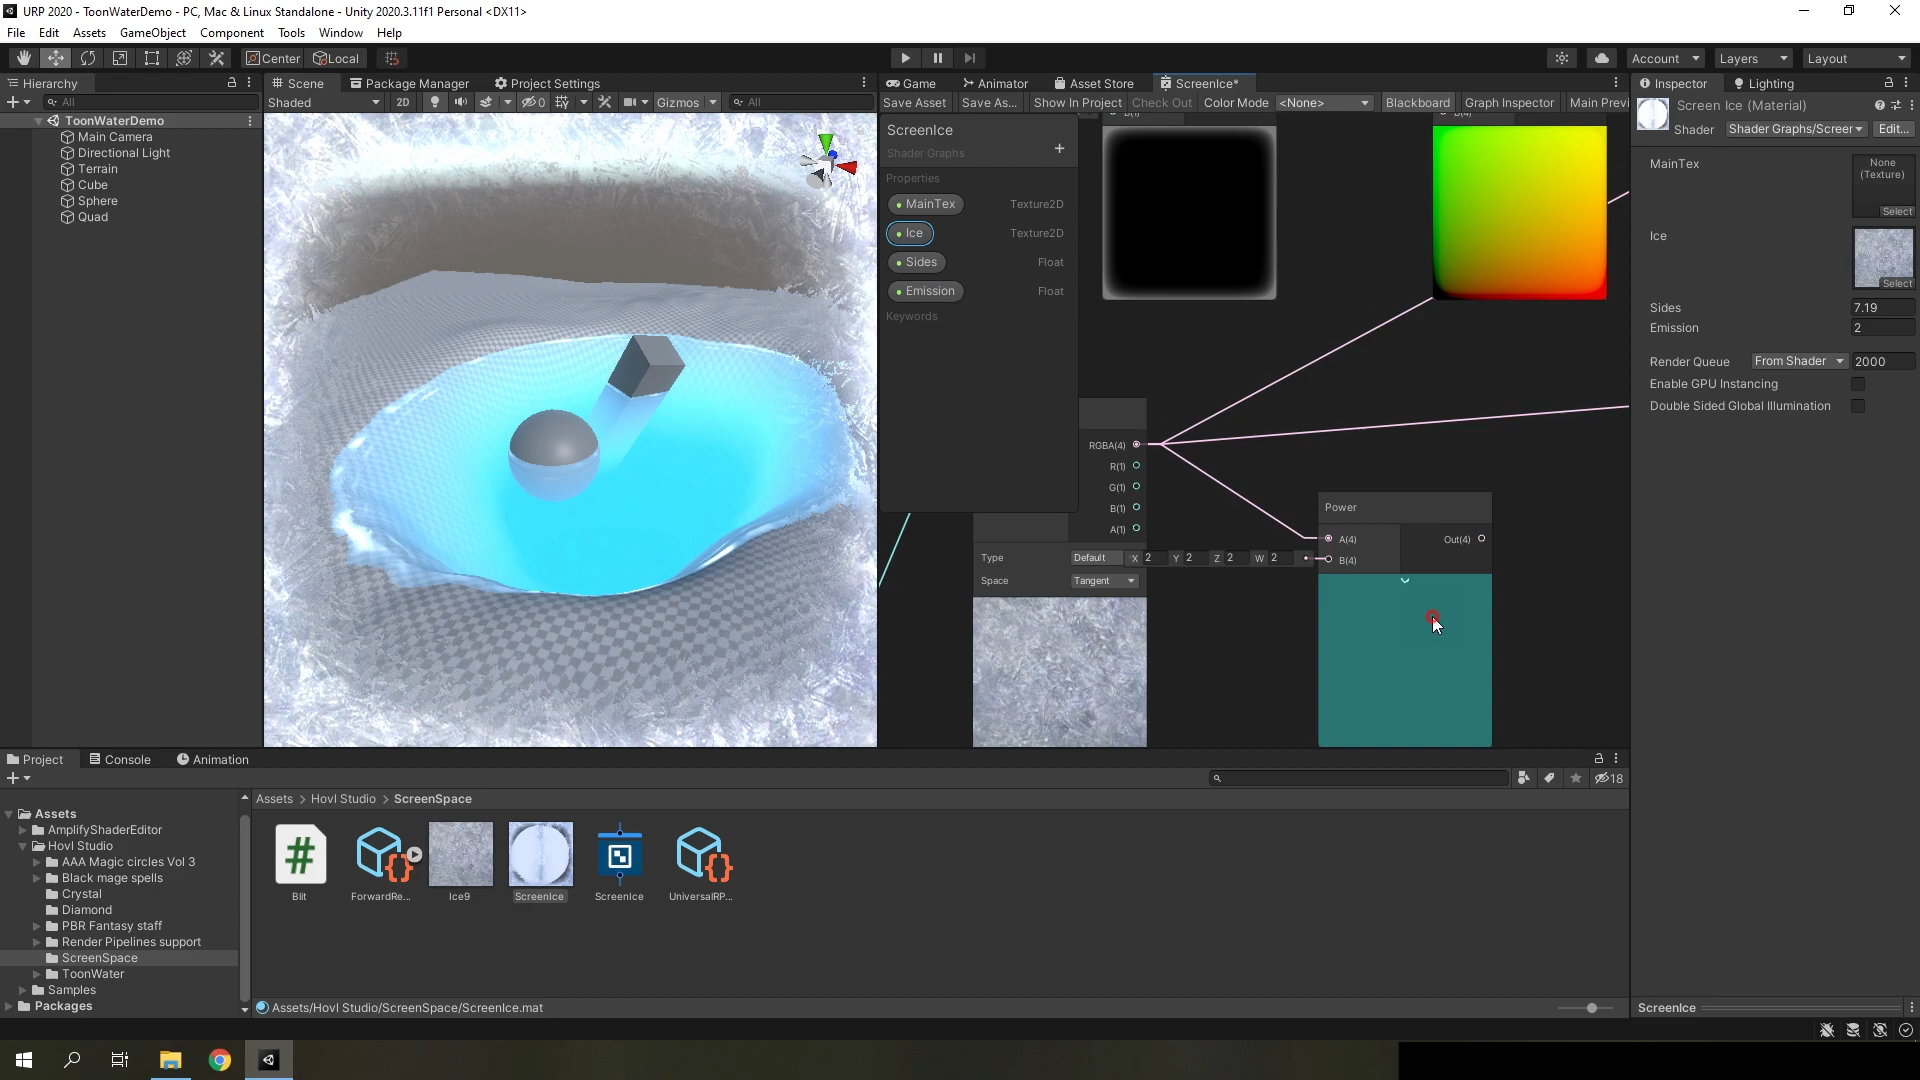 URP 2020 - ToonWaterDemo - PC, Mac & Linux Standalone - Unity 2020.3.11f1 Personal <DX11>
File Edit Assets GameObject Component Tools Window Help
Center Local
Account Layers Layout
Hierarchy
All
ToonWaterDemo
Main Camera
Directional Light
Terrain
Cube
Sphere
Quad
Scene Package Manager Project Settings
Shaded 2D 0 Gizmos All
Game Animator Asset Store ScreenIce*
Save Asset Save As... Show In Project Check Out Color Mode <None> Blackboard Graph Inspector Main Previ
ScreenIce
Shader Graphs
Properties
MainTex Texture2D
Ice Texture2D
Sides Float
Emission Float
Keywords
B(1)
B(4)
RGBA(4)
R(1)
G(1)
B(1)
A(1)
Type Default
Space Tangent
X 2 Y 2 Z 2 W 2
Power
A(4) Out(4)
B(4)
Inspector Lighting
Screen Ice (Material)
Shader Shader Graphs/Screer Edit...
MainTex
None
(Texture)
Select
Ice
Select
Sides 7.19
Emission 2
Render Queue From Shader 2000
Enable GPU Instancing
Double Sided Global Illumination
ScreenIce
Project Console Animation
18
Assets
AmplifyShaderEditor
Hovl Studio
AAA Magic circles Vol 3
Black mage spells
Crystal
Diamond
PBR Fantasy staff
Render Pipelines support
ScreenSpace
ToonWater
Samples
Packages
Assets > Hovl Studio > ScreenSpace
Blit
ForwardRe...
Ice9
ScreenIce
ScreenIce
UniversalRP...
Assets/Hovl Studio/ScreenSpace/ScreenIce.mat